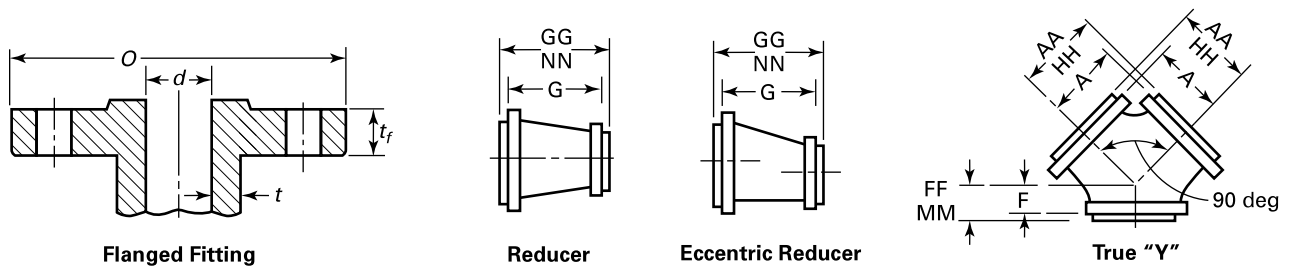 O
d
t_f
t
Flanged Fitting
GG
NN
G
Reducer
GG
NN
G
Eccentric Reducer
AA
HH
A
AA
HH
A
FF
MM
F
90 deg
True “Y”